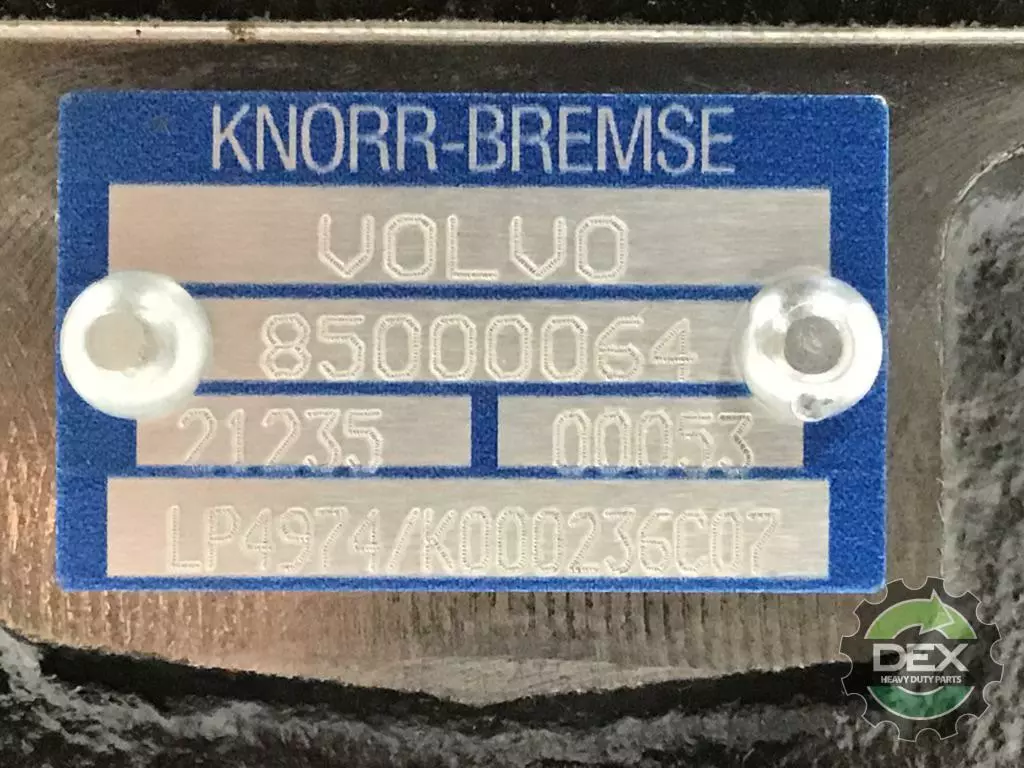 KNORR-BREMSE
VOLVO
85000064
21235 00053
LP4974/K000236C07
DEX
HEAVY DUTY PARTS